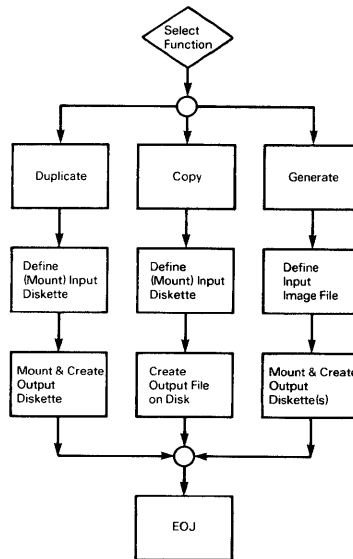 Select
Function
Duplicate
Copy
Generate
Define
(Mount) Input
Diskette
Define
(Mount) Input
Diskette
Define
Input
Image File
Mount & Create
Output
Diskette
Create
Output File
on Disk
Mount & Create
Output
Diskette(s)
EOJ